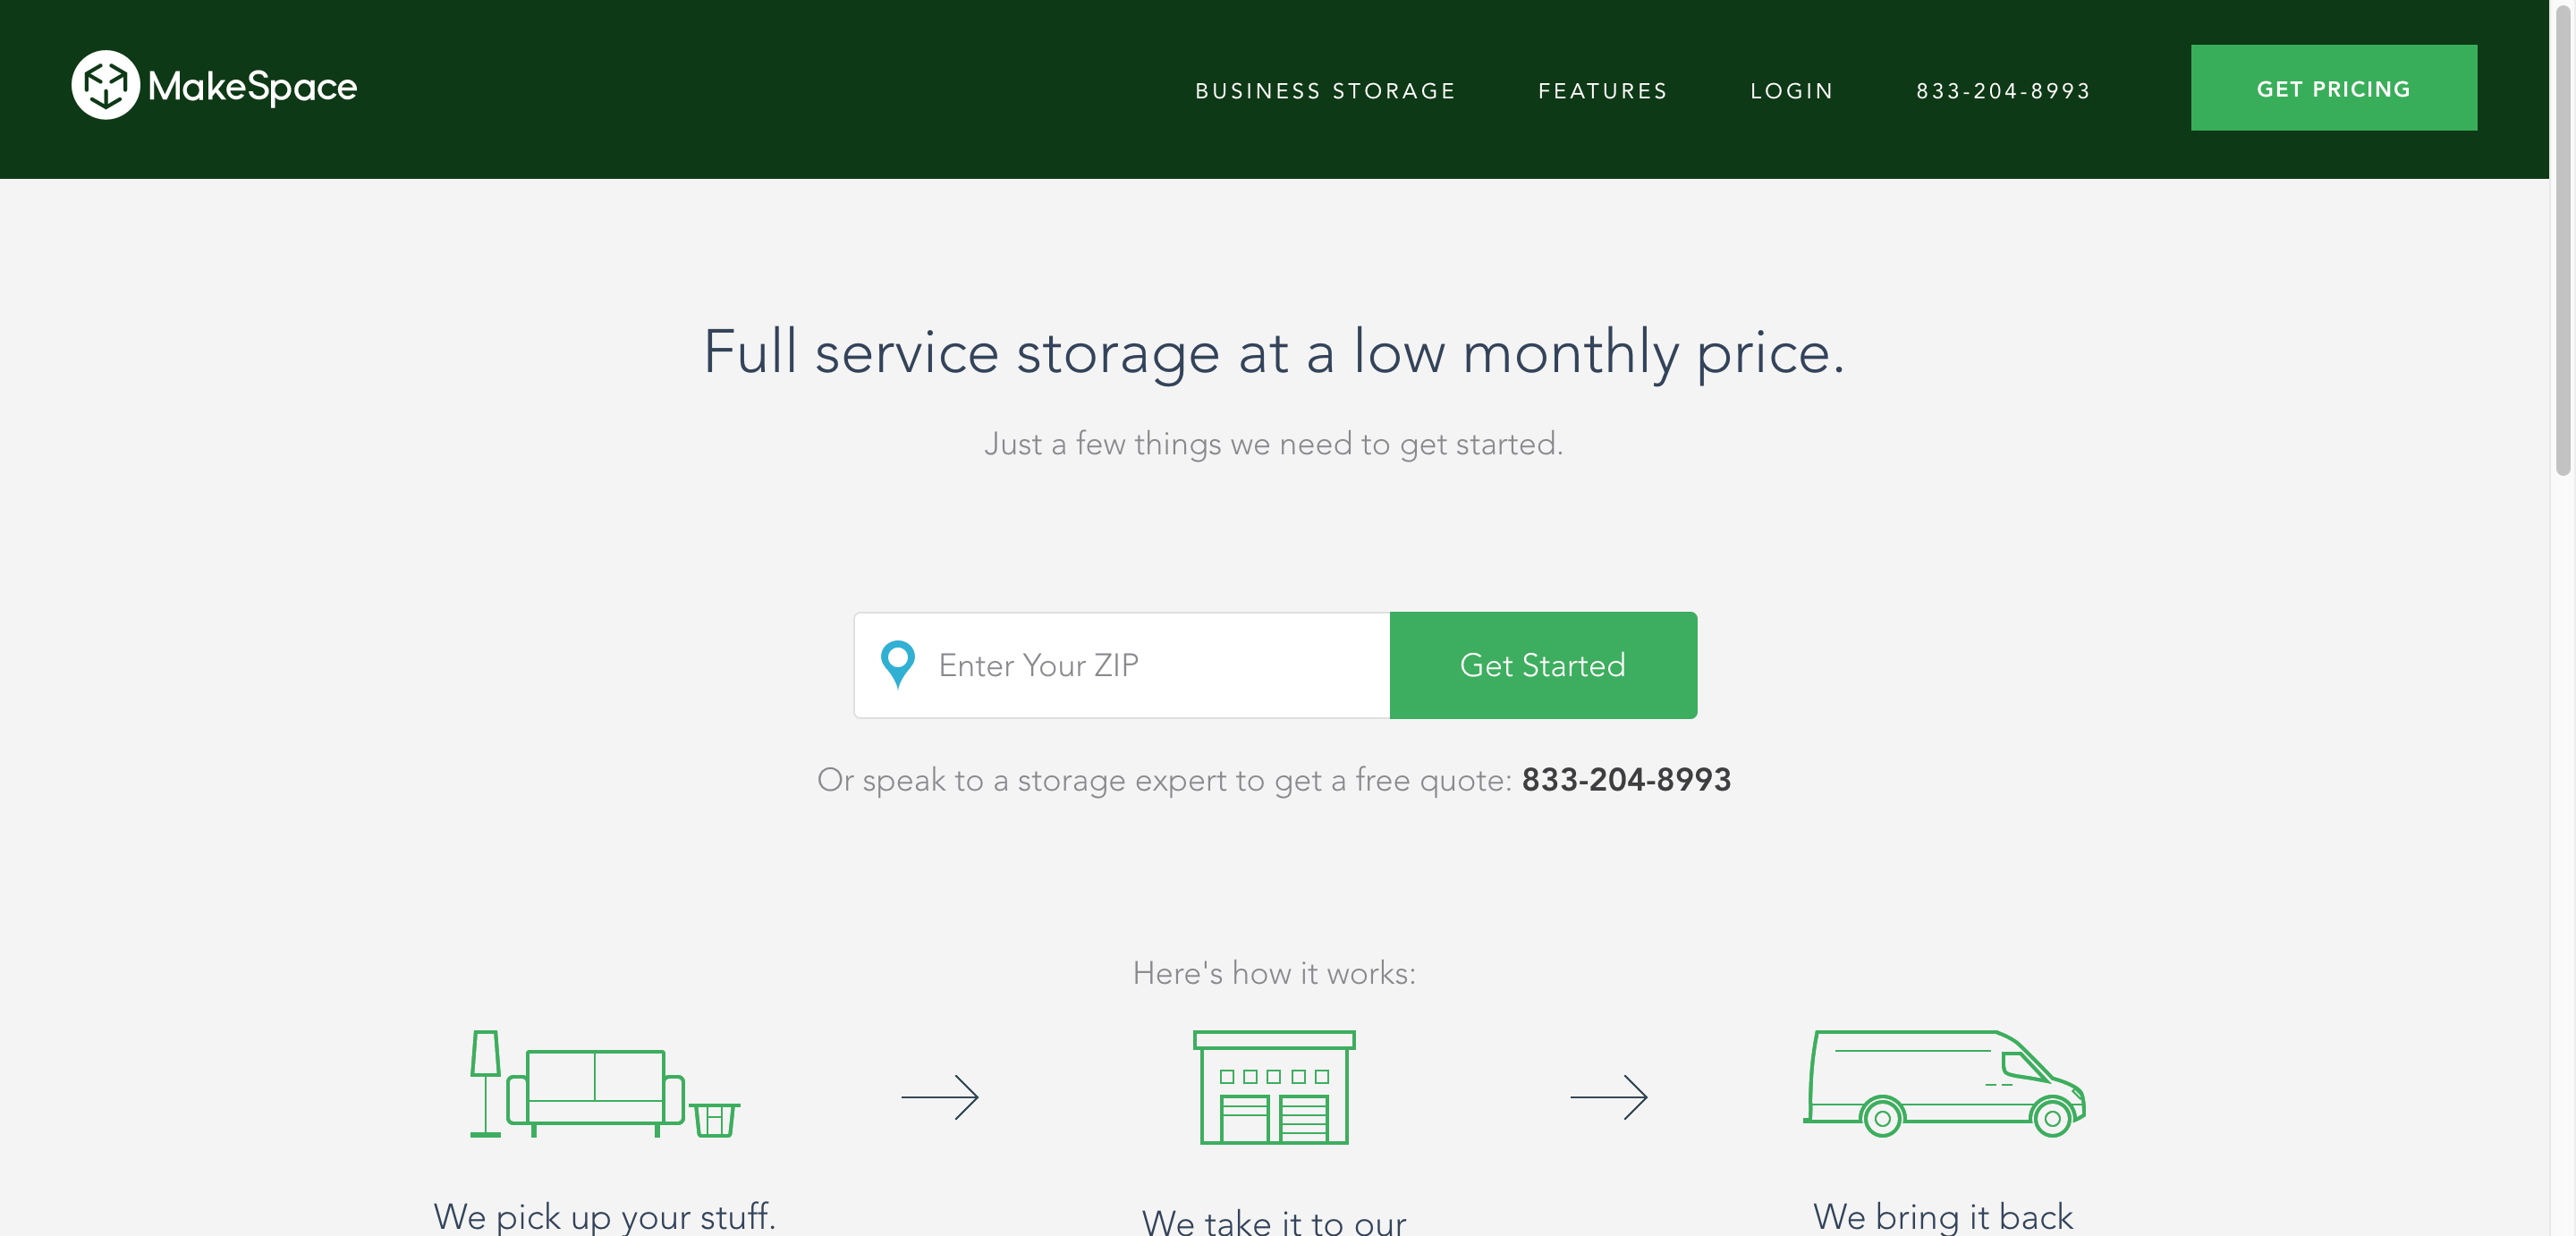 MakeSpace
BUSINESS STORAGE
FEATURES
LOGIN
833-204-8993
GET PRICING
Full service storage at a low monthly price.
Just a few things we need to get started.
Enter Your ZIP
Get Started
Or speak to a storage expert to get a free quote: 833-204-8993
Here's how it works:
We pick up your stuff.
We take it to our
We bring it back